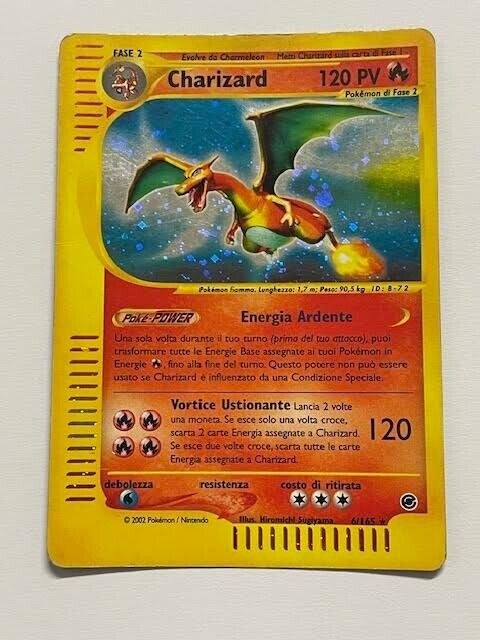 FASE 2
Evolve da Charmeleon
Metti Charizard sulla carta di Fase 1
Charizard
120 PV
Pokémon di Fase 2
Pokémon fiamma. Lunghezza: 1,7 m; Peso: 90,5 kg ID: B-72
Poké-POWER
Energia Ardente
Una sola volta durante il tuo turno (prima del tuo attacco), puoi
trasformare tutte le Energie Base assegnate ai tuoi Pokémon in
Energie , fino alla fine del turno. Questo potere non può essere
usato se Charizard è influenzato da una Condizione Speciale.
Vortice Ustionante Lancia 2 volte
una moneta. Se esce solo una volta croce,
scarta 2 carte Energia assegnate a Charizard.
Se esce due volte croce, scarta tutte le carte
Energia assegnate a Charizard.
120
debolezza
resistenza
costo di ritirata
© 2002 Pokémon / Nintendo
Illus. Hiromichi Sugiyama
6/165